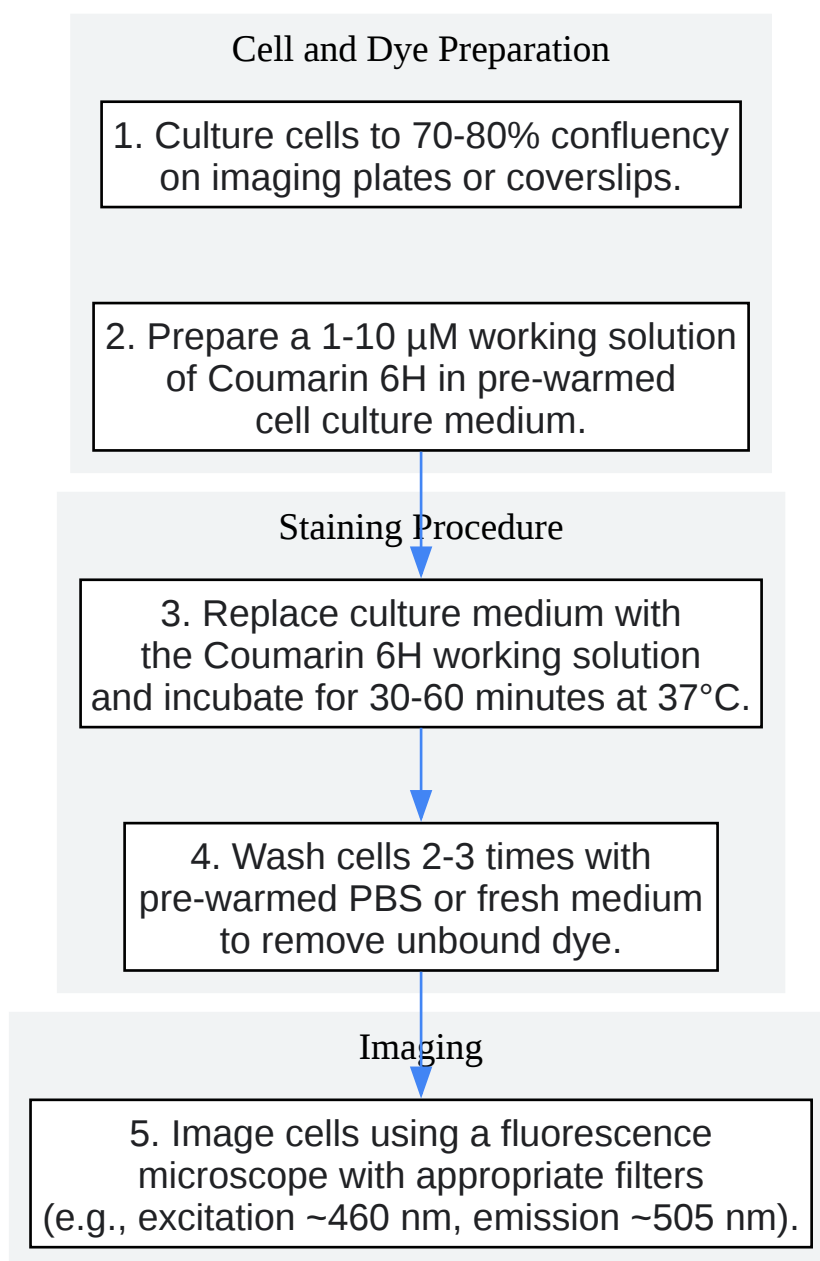 Cell and Dye Preparation
1. Culture cells to 70-80% confluency
on imaging plates or coverslips.
2. Prepare a 1-10 µM working solution
of Coumarin 6H in pre-warmed
cell culture medium.
Staining Procedure
3. Replace culture medium with
the Coumarin 6H working solution
and incubate for 30-60 minutes at 37°C.
4. Wash cells 2-3 times with
pre-warmed PBS or fresh medium
to remove unbound dye.
Imaging
5. Image cells using a fluorescence
microscope with appropriate filters
(e.g., excitation ~460 nm, emission ~505 nm).